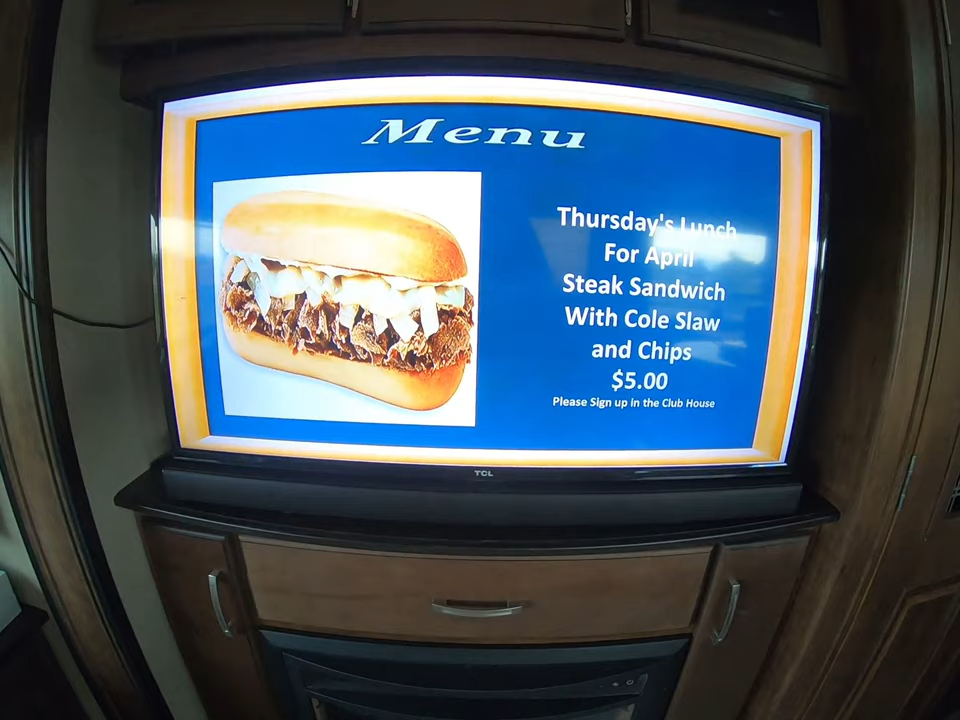 Menu
Thursday's Lunch
For April
Steak Sandwich
With Cole Slaw
and Chips
$5.00
Please Sign up in the Club House
TCL